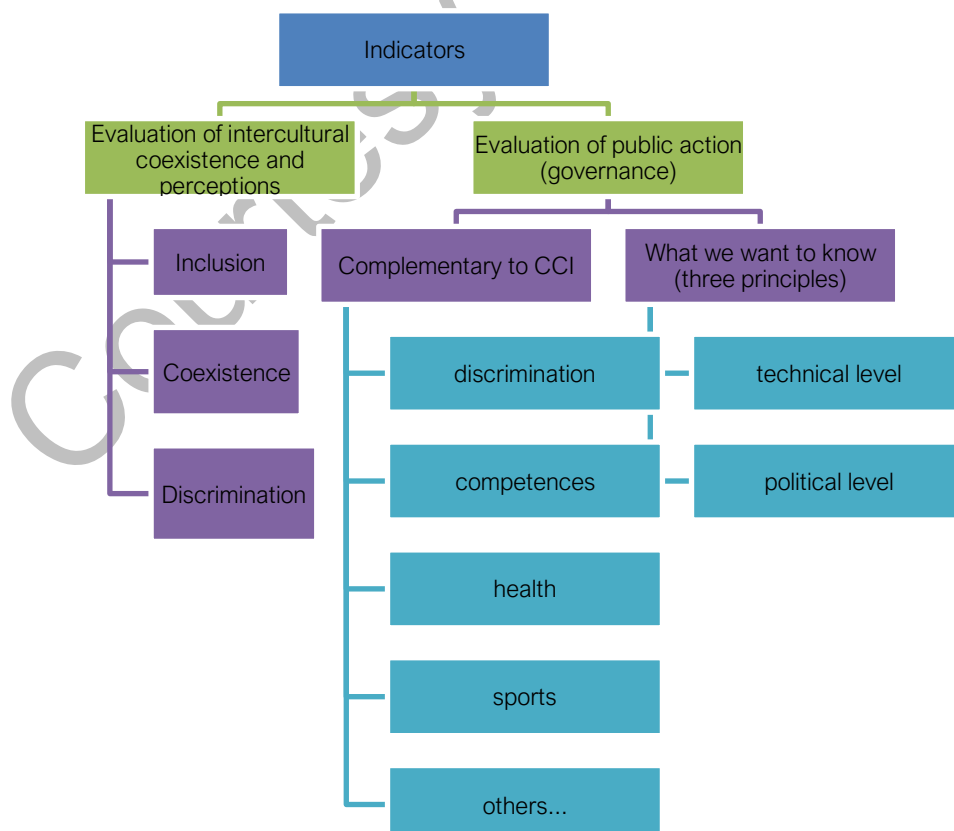 Indicators
Evaluation of intercultural
coexistence and
perceptions
Evaluation of public action
(governance)
Inclusion
Coexistence
Discrimination
Complementary to CCI
What we want to know
(three principles)
discrimination
technical level
competences
political level
health
sports
others...